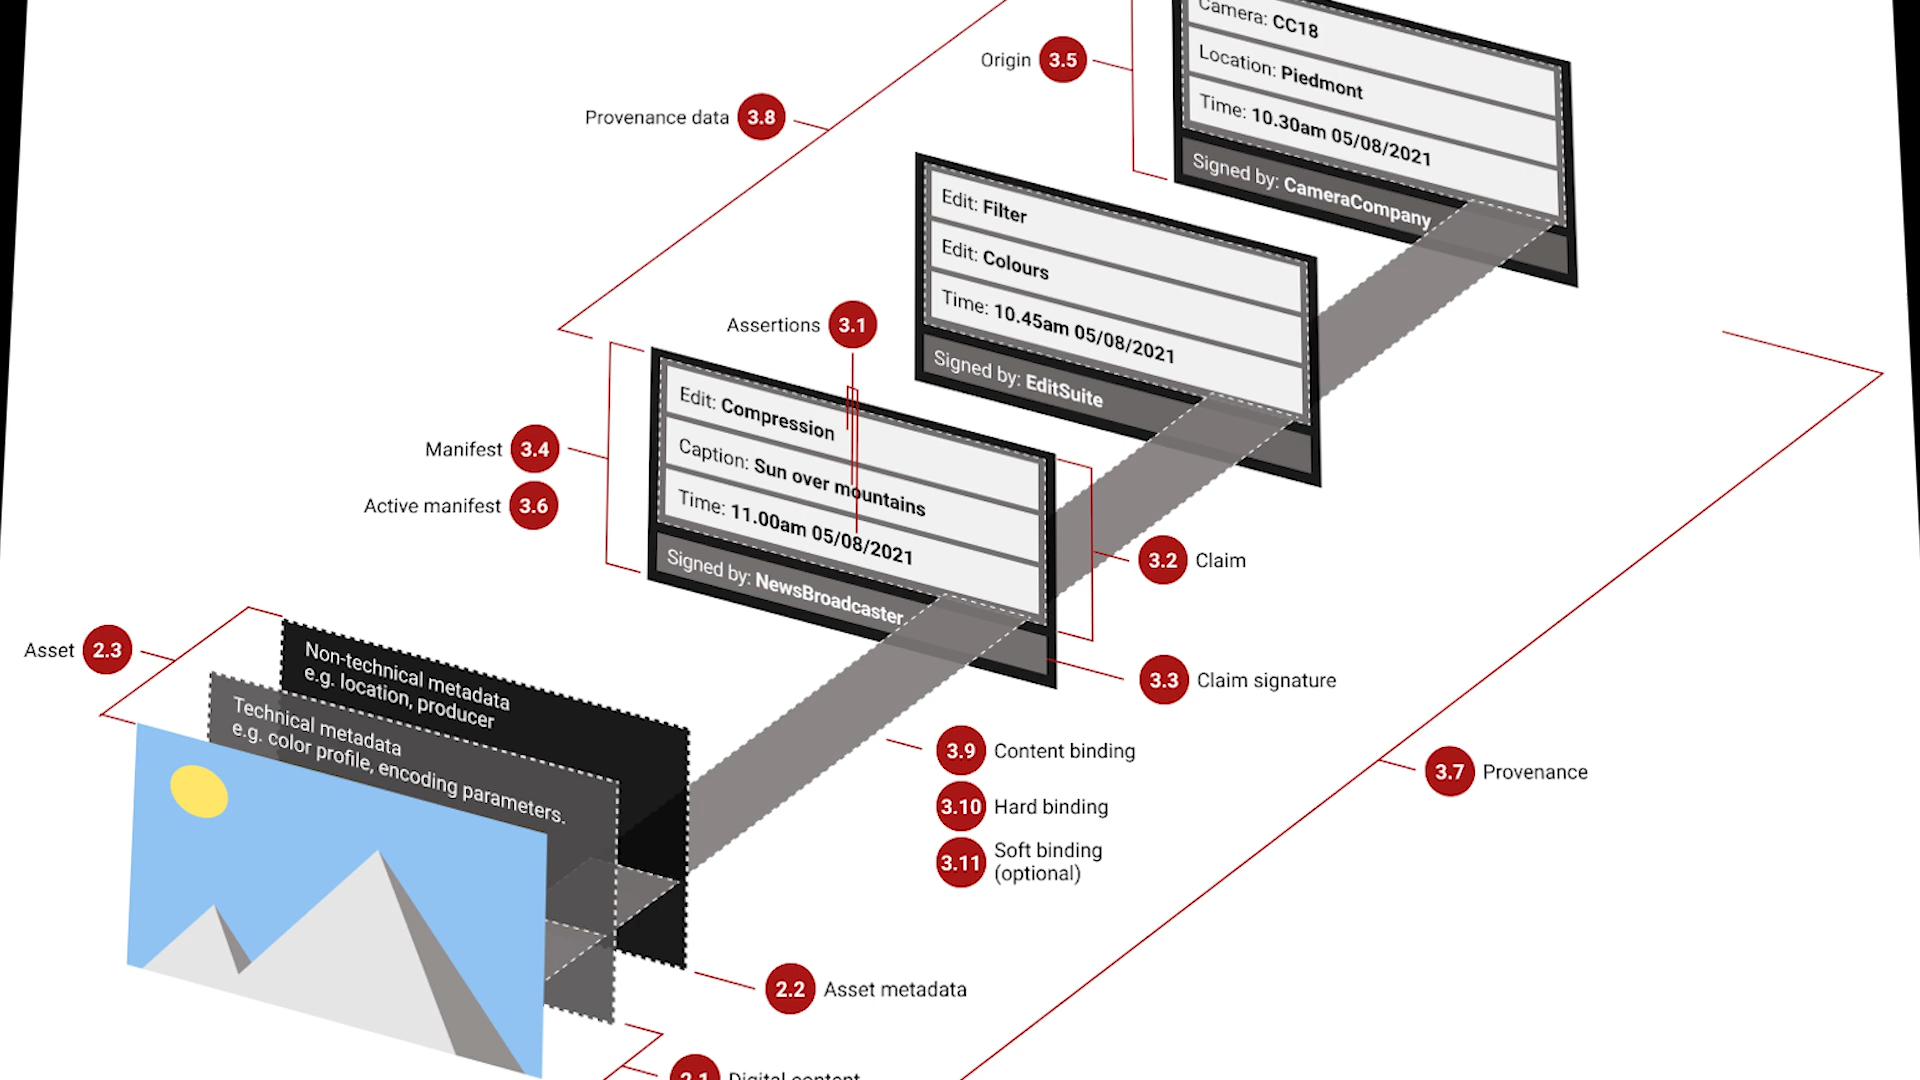 Camera: CC18
Location: Piedmont
Time: 10.30am 05/08/2021
Signed by: CameraCompany
Origin 3.5
Provenance data 3.8
Edit: Filter
Edit: Colours
Time: 10.45am 05/08/2021
Signed by: EditSuite
Assertions 3.1
Edit: Compression
Caption: Sun over mountains
Time: 11.00am 05/08/2021
Signed by: NewsBroadcaster
Manifest 3.4
Active manifest 3.6
3.2 Claim
3.3 Claim signature
Asset 2.3
Non-technical metadata
e.g. location, producer
Technical metadata
e.g. color profile, encoding parameters.
3.9 Content binding
3.10 Hard binding
3.11 Soft binding
(optional)
3.7 Provenance
2.2 Asset metadata
2.1 Digital content